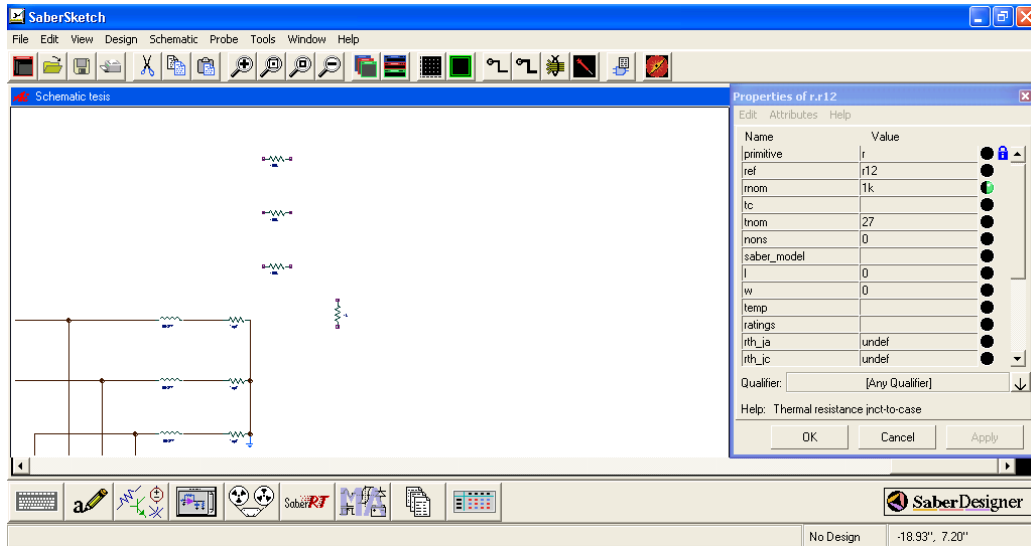 SaberSketch
File Edit View Design Schematic Probe Tools Window Help
Schematic tesis
Properties of r.r12
Edit Attributes Help
Name Value
primitive r
ref r12
rnom 1k
tc
tnom 27
nons 0
saber_model
l 0
w 0
temp
ratings
rth_ja undef
rth_jc undef
Qualifier: [Any Qualifier]
Help: Thermal resistance jnct-to-case
OK Cancel Apply
a
SaberRT
MA
SaberDesigner
No Design -18.93", 7.20"